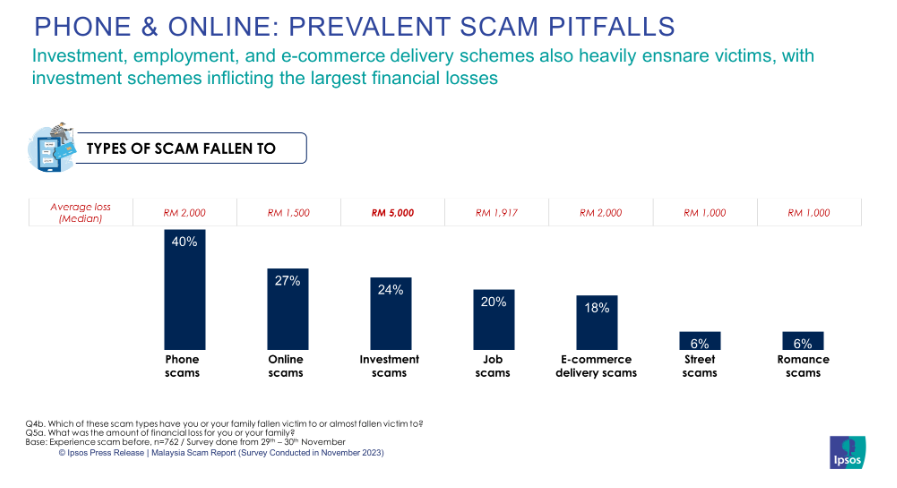 PHONE & ONLINE: PREVALENT SCAM PITFALLS
Investment, employment, and e-commerce delivery schemes also heavily ensnare victims, with
investment schemes inflicting the largest financial losses
TYPES OF SCAM FALLEN TO
Average loss
(Median)
RM 2,000
RM 1,500
RM 5,000
RM 1,917
RM 2,000
RM 1,000
RM 1,000
40%
27%
24%
20%
18%
6%
6%
Phone
scams
Online
scams
Investment
scams
Job
scams
E-commerce
delivery scams
Street
scams
Romance
scams
Q4b. Which of these scam types have you or your family fallen victim to or almost fallen victim to?
Q5a. What was the amount of financial loss for you or your family?
Base: Experience scam before, n=762 / Survey done from 29th – 30th November
© Ipsos Press Release | Malaysia Scam Report (Survey Conducted in November 2023)
Ipsos